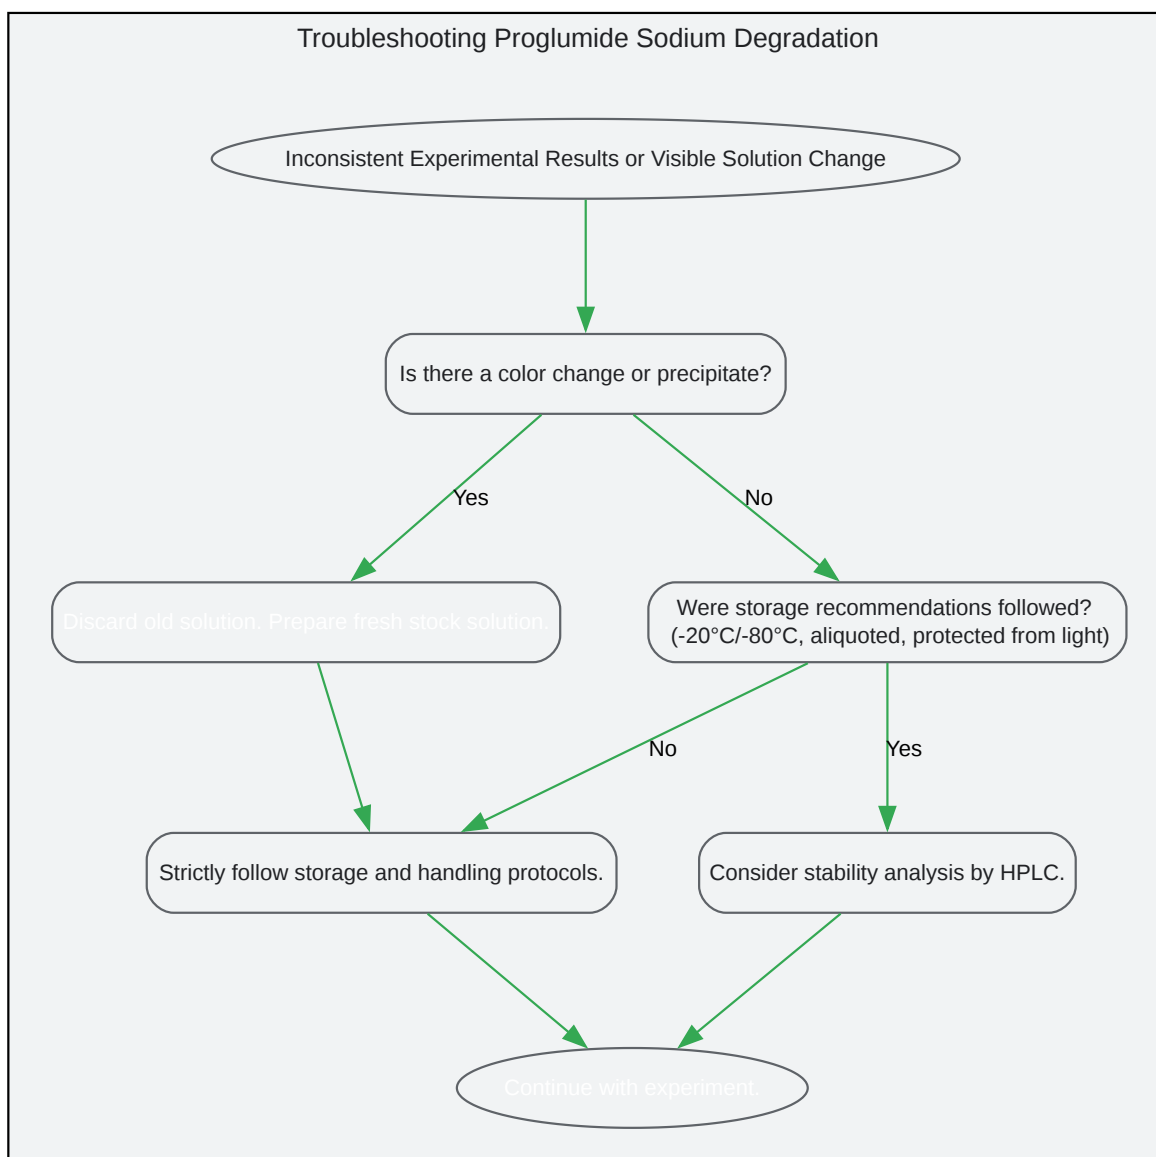 Troubleshooting Proglumide Sodium Degradation
Inconsistent Experimental Results or Visible Solution Change
Is there a color change or precipitate?
Yes
No
Discard old solution. Prepare fresh stock solution.
Were storage recommendations followed?
(-20°C/-80°C, aliquoted, protected from light)
No
Yes
Strictly follow storage and handling protocols.
Consider stability analysis by HPLC.
Continue with experiment.